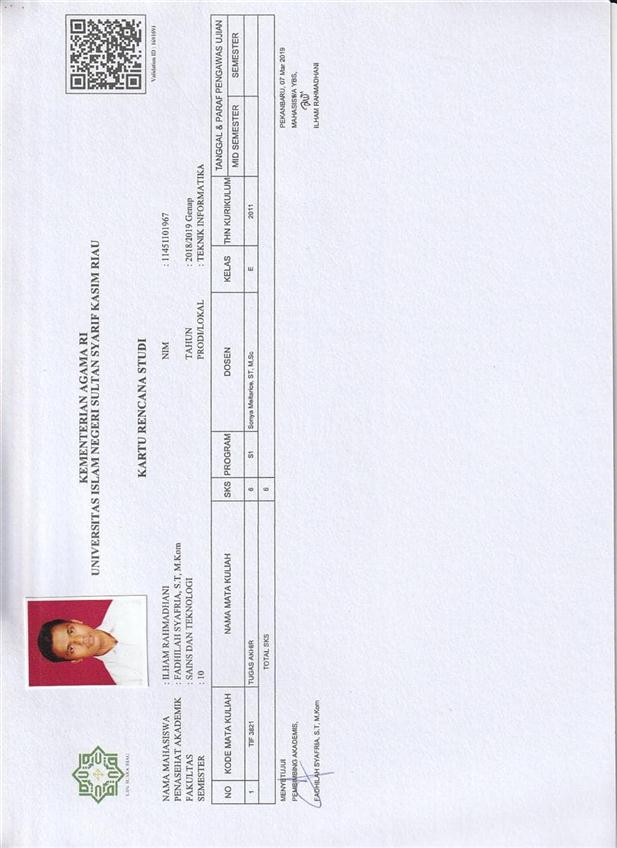 UIN SUSKA RIAU
KEMENTERIAN AGAMA RI
UNIVERSITAS ISLAM NEGERI SULTAN SYARIF KASIM RIAU
Validation ID : 1481091
KARTU RENCANA STUDI
NAMA MAHASISWA : ILHAM RAHMADHANI NIM : 11451101967
PENASEHAT AKADEMIK : FADHILAH SYAFRIA, S.T, M.Kom
FAKULTAS : SAINS DAN TEKNOLOGI TAHUN : 2018/2019 Genap
SEMESTER : 10 PRODI/LOKAL : TEKNIK INFORMATIKA
NO KODE MATA KULIAH NAMA MATA KULIAH SKS PROGRAM DOSEN KELAS THN KURIKULUM TANGGAL & PARAF PENGAWAS UJIAN
MID SEMESTER SEMESTER
1 TIF 3821 TUGAS AKHIR 6 S1 Sonya Meitarice, ST, M.Sc E 2011
TOTAL SKS 6
MENYETUJUI PEKANBARU, 07 Mar 2019
PEMBIMBING AKADEMIS, MAHASISWA YBS,
FADHILAH SYAFRIA, S.T, M.Kom ILHAM RAHMADHANI